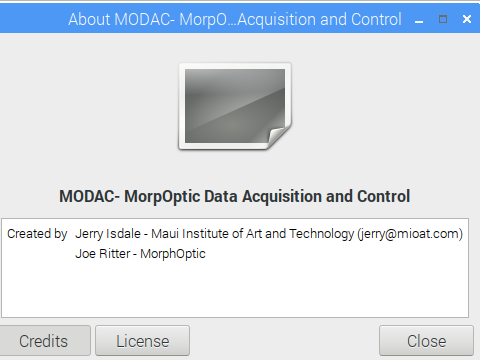 About MODAC- MorpO...Acquisition and Control
MODAC- MorpOptic Data Acquisition and Control
Created by Jerry Isdale - Maui Institute of Art and Technology (jerry@mioat.com)
Joe Ritter - MorphOptic
Credits License Close